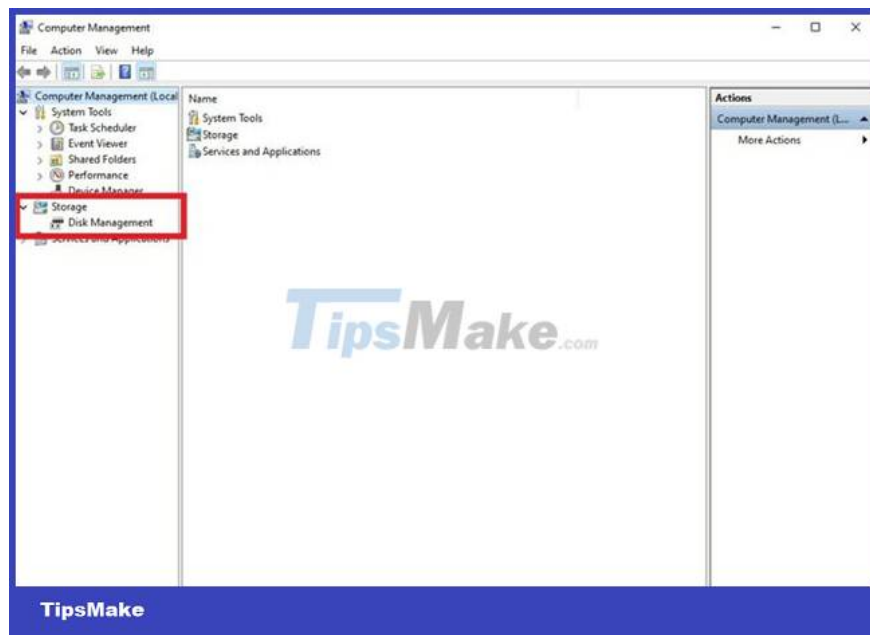 Computer Management
File Action View Help
Computer Management (Local
System Tools
Task Scheduler
Event Viewer
Shared Folders
Performance
Device Manager
Storage
Disk Management
Services and Applications
Name
System Tools
Storage
Services and Applications
Actions
Computer Management (L...
More Actions
TipsMake.com
TipsMake